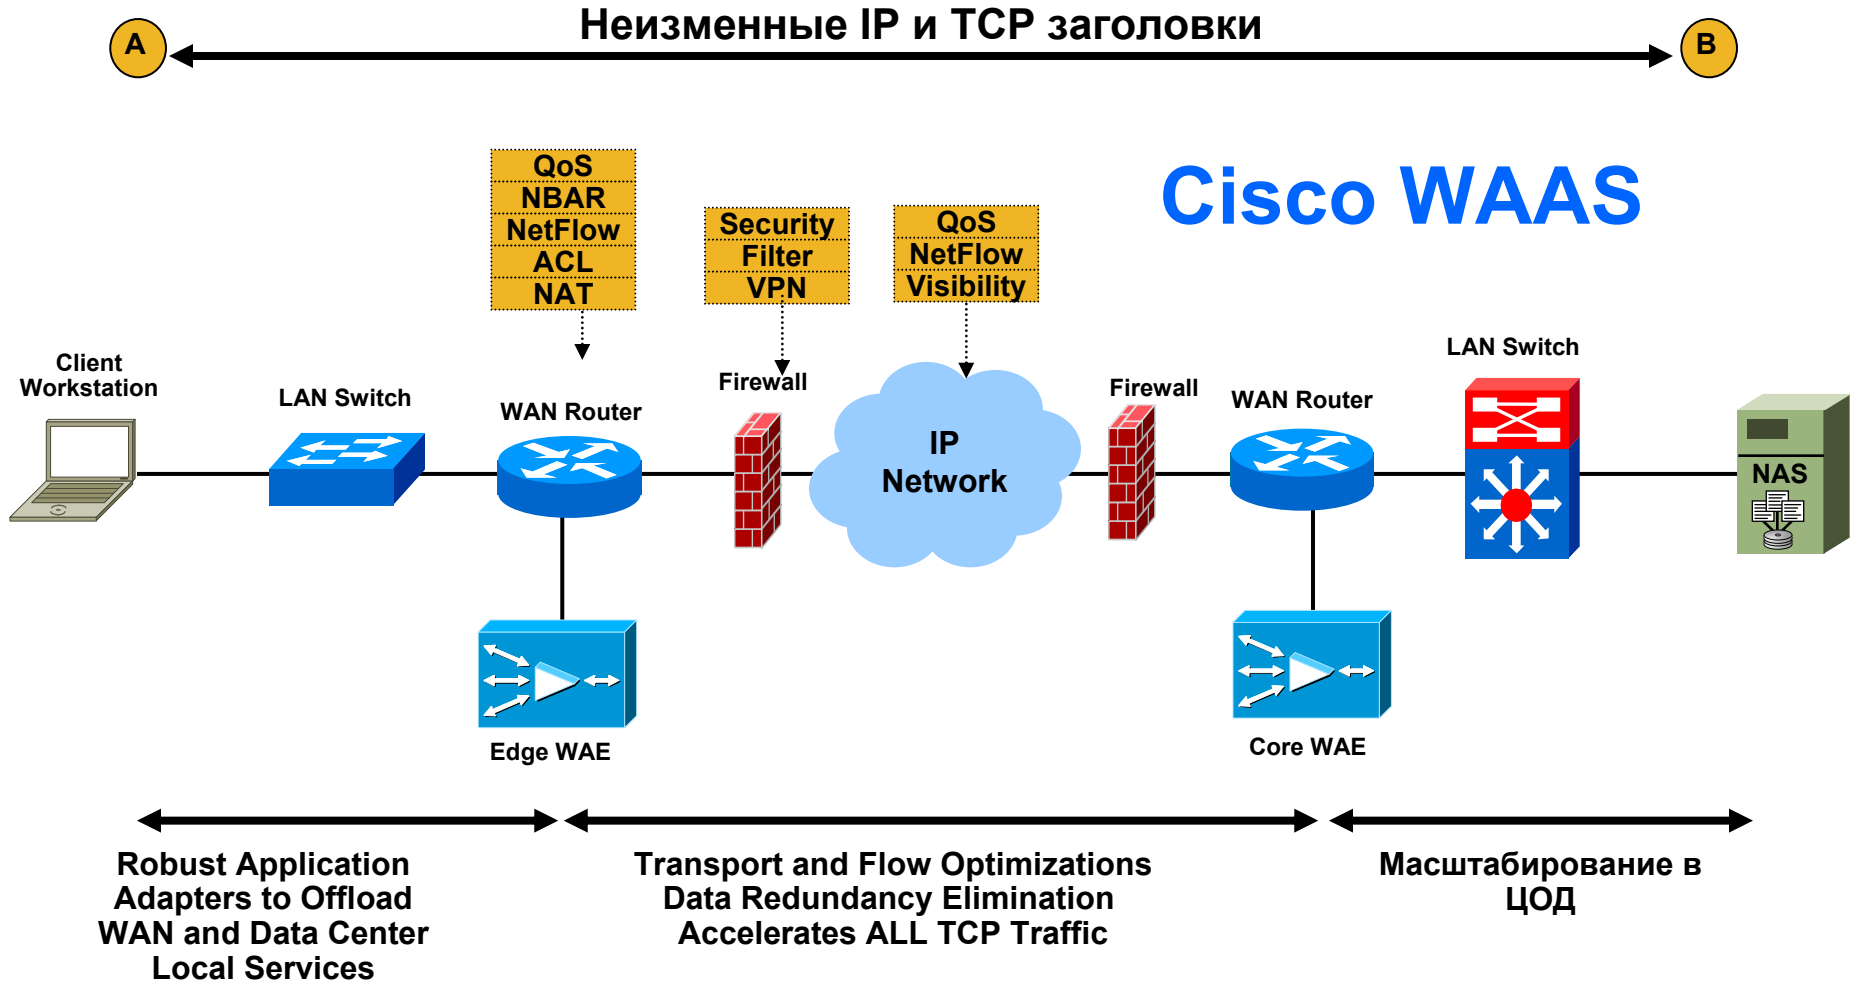 Неизменные IP и TCP заголовки
A
B
Cisco WAAS
QoS
NBAR
NetFlow
ACL
NAT
Security
Filter
VPN
QoS
NetFlow
Visibility
Client
Workstation
LAN Switch
WAN Router
Firewall
IP
Network
Firewall
WAN Router
LAN Switch
NAS
Edge WAE
Core WAE
Robust Application
Adapters to Offload
WAN and Data Center
Local Services
Transport and Flow Optimizations
Data Redundancy Elimination
Accelerates ALL TCP Traffic
Масштабирование в
ЦОД